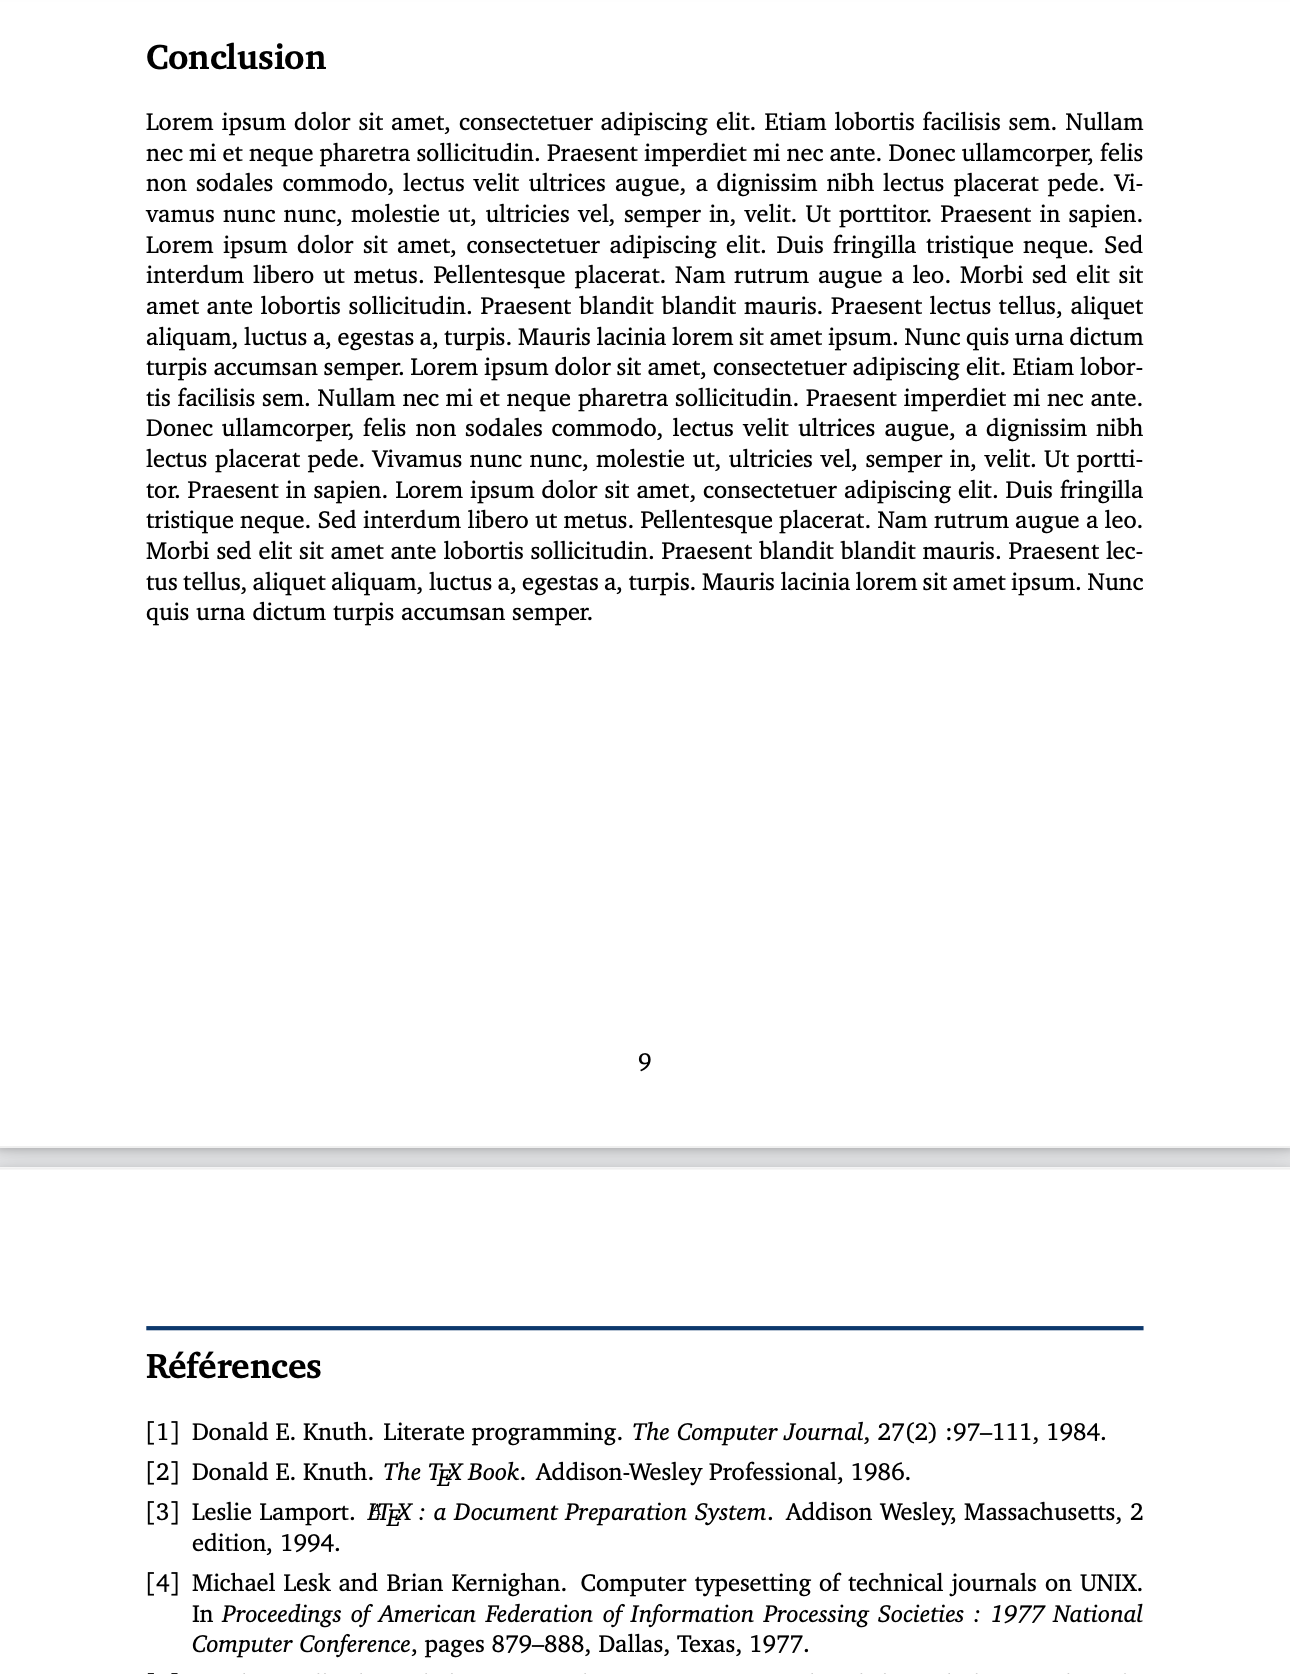 Conclusion
Lorem ipsum dolor sit amet, consectetuer adipiscing elit. Etiam lobortis facilisis sem. Nullam
nec mi et neque pharetra sollicitudin. Praesent imperdiet mi nec ante. Donec ullamcorper, felis
non sodales commodo, lectus velit ultrices augue, a dignissim nibh lectus placerat pede. Vi-
vamus nunc nunc, molestie ut, ultricies vel, semper in, velit. Ut porttitor. Praesent in sapien.
Lorem ipsum dolor sit amet, consectetuer adipiscing elit. Duis fringilla tristique neque. Sed
interdum libero ut metus. Pellentesque placerat. Nam rutrum augue a leo. Morbi sed elit sit
amet ante lobortis sollicitudin. Praesent blandit blandit mauris. Praesent lectus tellus, aliquet
aliquam, luctus a, egestas a, turpis. Mauris lacinia lorem sit amet ipsum. Nunc quis urna dictum
turpis accumsan semper. Lorem ipsum dolor sit amet, consectetuer adipiscing elit. Etiam lobor-
tis facilisis sem. Nullam nec mi et neque pharetra sollicitudin. Praesent imperdiet mi nec ante.
Donec ullamcorper, felis non sodales commodo, lectus velit ultrices augue, a dignissim nibh
lectus placerat pede. Vivamus nunc nunc, molestie ut, ultricies vel, semper in, velit. Ut portti-
tor. Praesent in sapien. Lorem ipsum dolor sit amet, consectetuer adipiscing elit. Duis fringilla
tristique neque. Sed interdum libero ut metus. Pellentesque placerat. Nam rutrum augue a leo.
Morbi sed elit sit amet ante lobortis sollicitudin. Praesent blandit blandit mauris. Praesent lec-
tus tellus, aliquet aliquam, luctus a, egestas a, turpis. Mauris lacinia lorem sit amet ipsum. Nunc
quis urna dictum turpis accumsan semper.
9
Références
[1] Donald E. Knuth. Literate programming. The Computer Journal, 27(2) :97–111, 1984.
[2] Donald E. Knuth. The TEX Book. Addison-Wesley Professional, 1986.
[3] Leslie Lamport. LATEX : a Document Preparation System. Addison Wesley, Massachusetts, 2
edition, 1994.
[4] Michael Lesk and Brian Kernighan. Computer typesetting of technical journals on UNIX.
In Proceedings of American Federation of Information Processing Societies : 1977 National
Computer Conference, pages 879–888, Dallas, Texas, 1977.